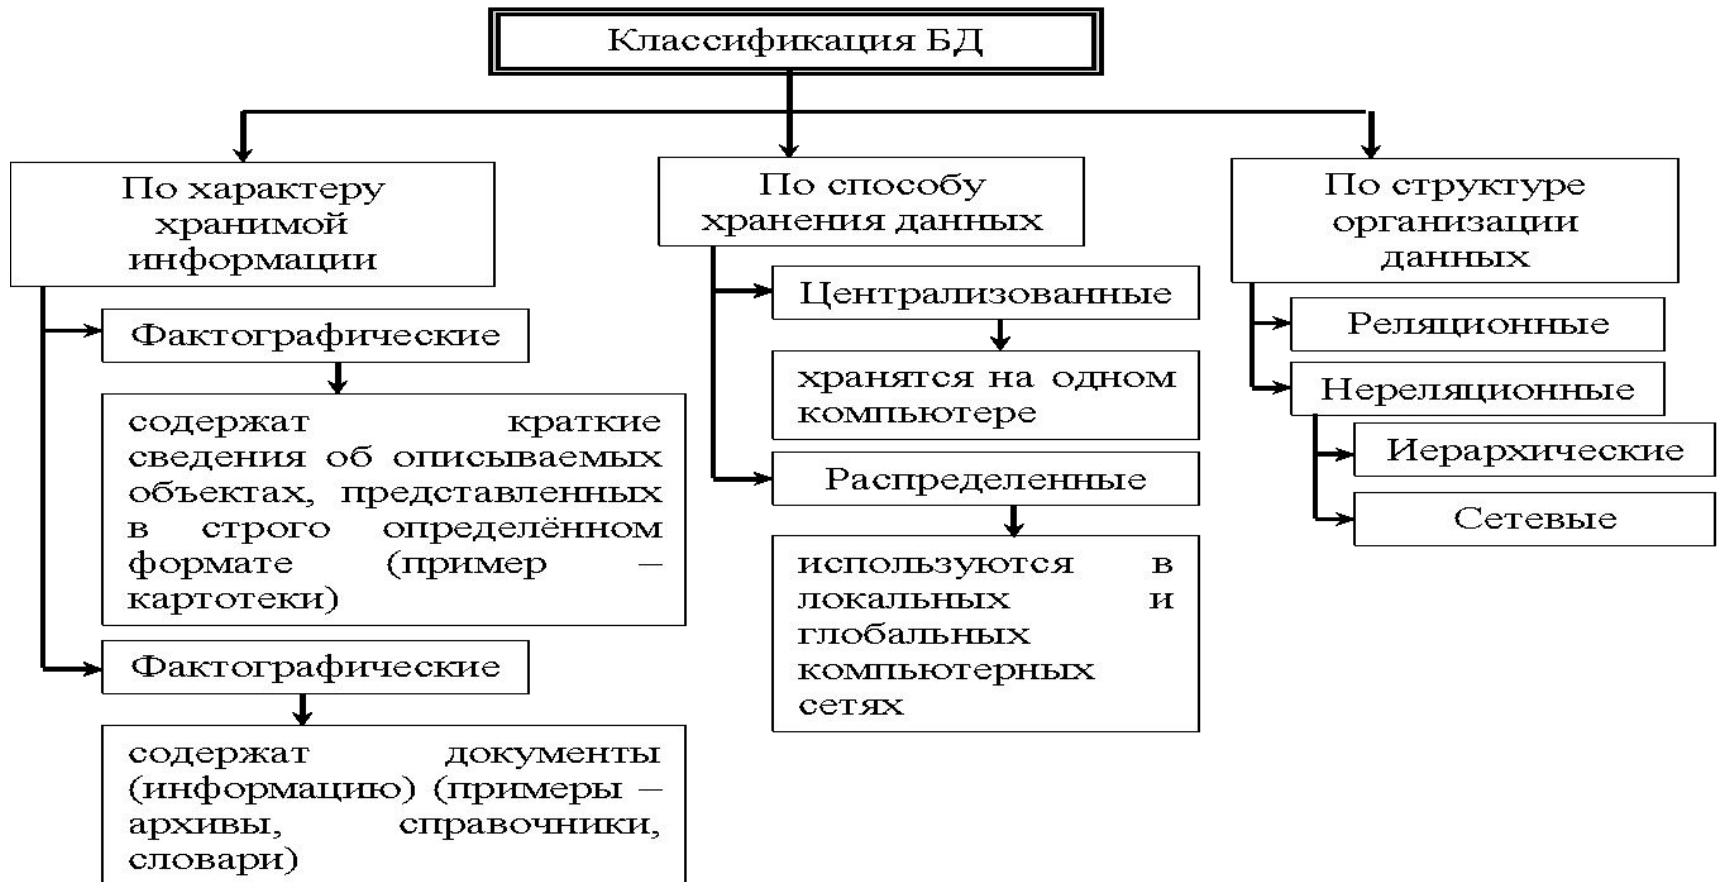 Классификация БД
По характеру
хранимой
информации
Фактографические
содержат краткие
сведения об описываемых
объектах, представленных
в строго определённом
формате (пример –
картотеки)
Фактографические
содержат документы
(информацию) (примеры –
архивы, справочники,
словари)
По способу
хранения данных
Централизованные
хранятся на одном
компьютере
Распределенные
используются в
локальных и
глобальных
компьютерных
сетях
По структуре
организации
данных
Реляционные
Нереляционные
Иерархические
Сетевые